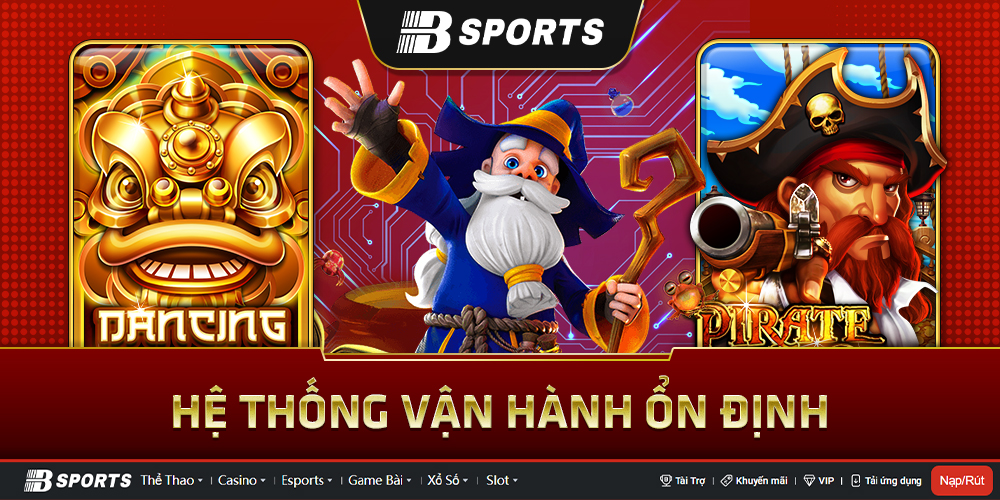 B SPORTS
DANCING
PIRATE
HỆ THỐNG VẬN HÀNH ỔN ĐỊNH
B SPORTS Thể Thao Casino Esports Game Bài Xổ Số Slot Tài Trợ Khuyến mãi VIP Tải ứng dụng Nạp/Rút